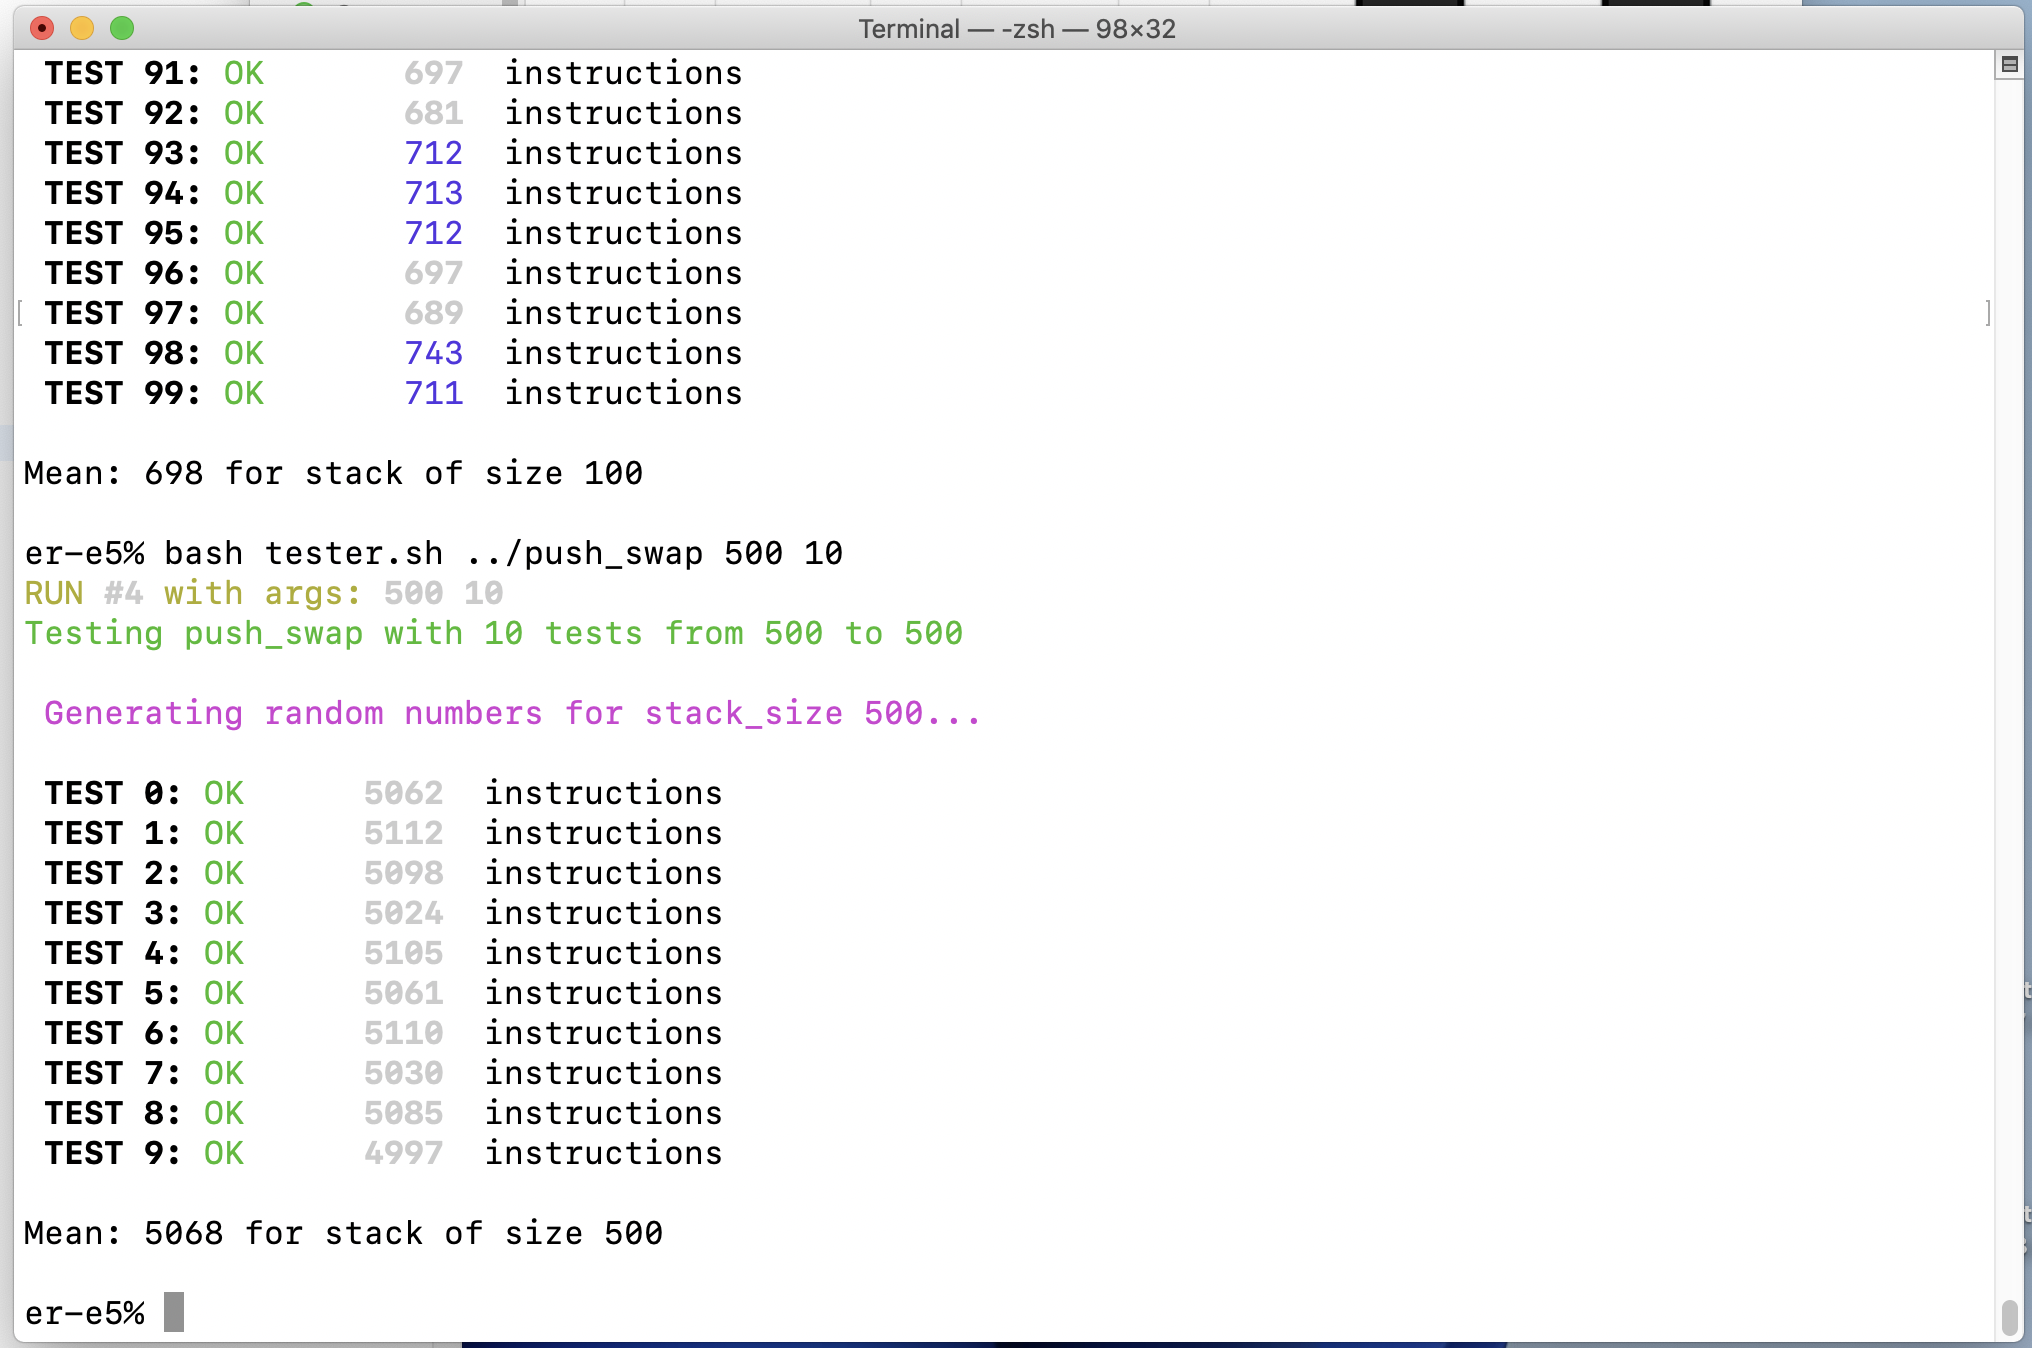 Terminal — -zsh — 98×32
TEST 91: OK 697 instructions
TEST 92: OK 681 instructions
TEST 93: OK 712 instructions
TEST 94: OK 713 instructions
TEST 95: OK 712 instructions
TEST 96: OK 697 instructions
[ TEST 97: OK 689 instructions ]
TEST 98: OK 743 instructions
TEST 99: OK 711 instructions
Mean: 698 for stack of size 100
er-e5% bash tester.sh ../push_swap 500 10
RUN #4 with args: 500 10
Testing push_swap with 10 tests from 500 to 500
Generating random numbers for stack_size 500...
TEST 0: OK 5062 instructions
TEST 1: OK 5112 instructions
TEST 2: OK 5098 instructions
TEST 3: OK 5024 instructions
TEST 4: OK 5105 instructions
TEST 5: OK 5061 instructions
TEST 6: OK 5110 instructions
TEST 7: OK 5030 instructions
TEST 8: OK 5085 instructions
TEST 9: OK 4997 instructions
Mean: 5068 for stack of size 500
er-e5%